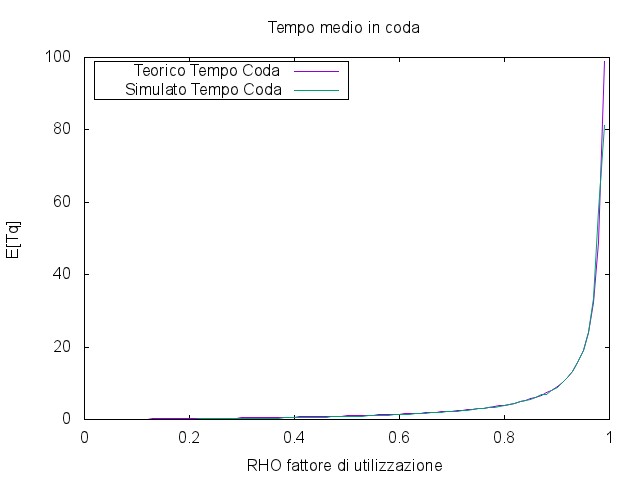 Tempo medio in coda
100
Teorico Tempo Coda
Simulato Tempo Coda
80
60
E[Tq]
40
20
0
0 0.2 0.4 0.6 0.8 1
RHO fattore di utilizzazione